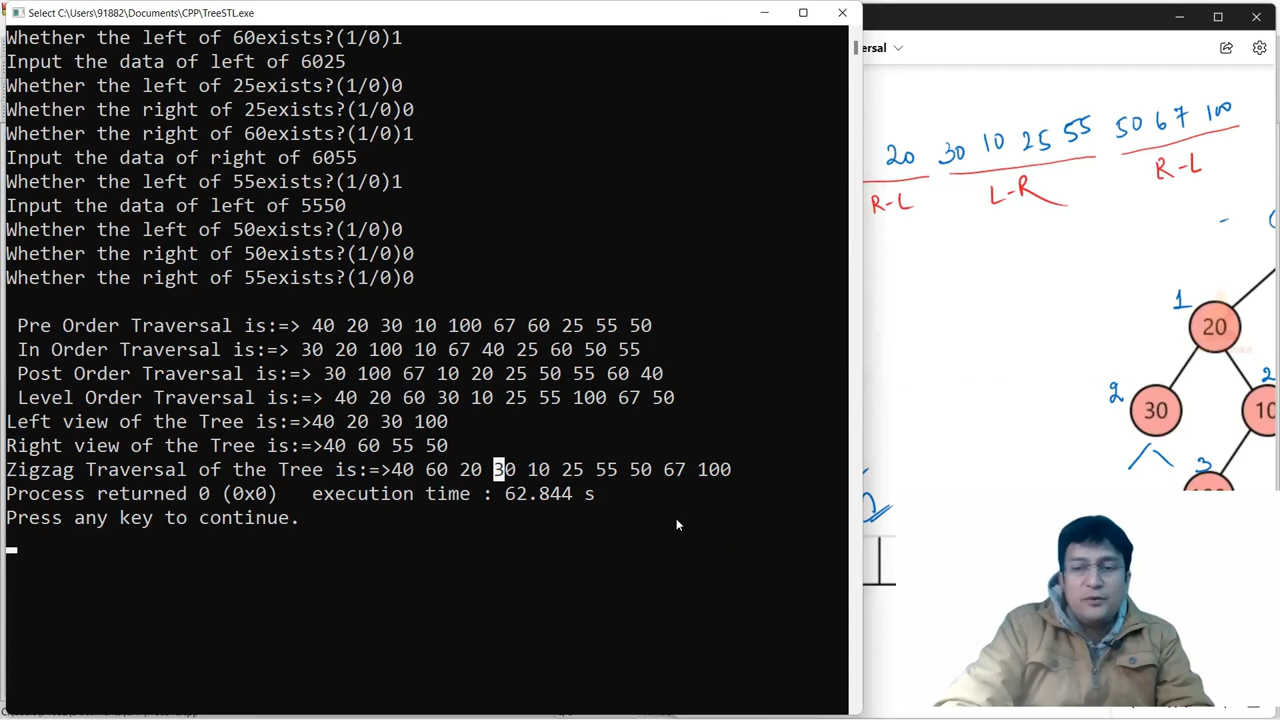 Select C:\Users\91882\Documents\CPP\TreeSTL.exe
Whether the left of 60exists?(1/0)1
Input the data of left of 6025
Whether the left of 25exists?(1/0)0
Whether the right of 25exists?(1/0)0
Whether the right of 60exists?(1/0)1
Input the data of right of 6055
Whether the left of 55exists?(1/0)1
Input the data of left of 5550
Whether the left of 50exists?(1/0)0
Whether the right of 50exists?(1/0)0
Whether the right of 55exists?(1/0)0
Pre Order Traversal is:=> 40 20 30 10 100 67 60 25 55 50
In Order Traversal is:=> 30 20 100 10 67 40 25 60 50 55
Post Order Traversal is:=> 30 100 67 10 20 25 50 55 60 40
Level Order Traversal is:=> 40 20 60 30 10 25 55 100 67 50
Left view of the Tree is:=>40 20 30 100
Right view of the Tree is:=>40 60 55 50
Zigzag Traversal of the Tree is:=>40 60 20 30 10 25 55 50 67 100
Process returned 0 (0x0)   execution time : 62.844 s
Press any key to continue.
ersal
20 30 10 25 55 50 67 100
R-L L-R R-L
1
20
2
30
2
10
3